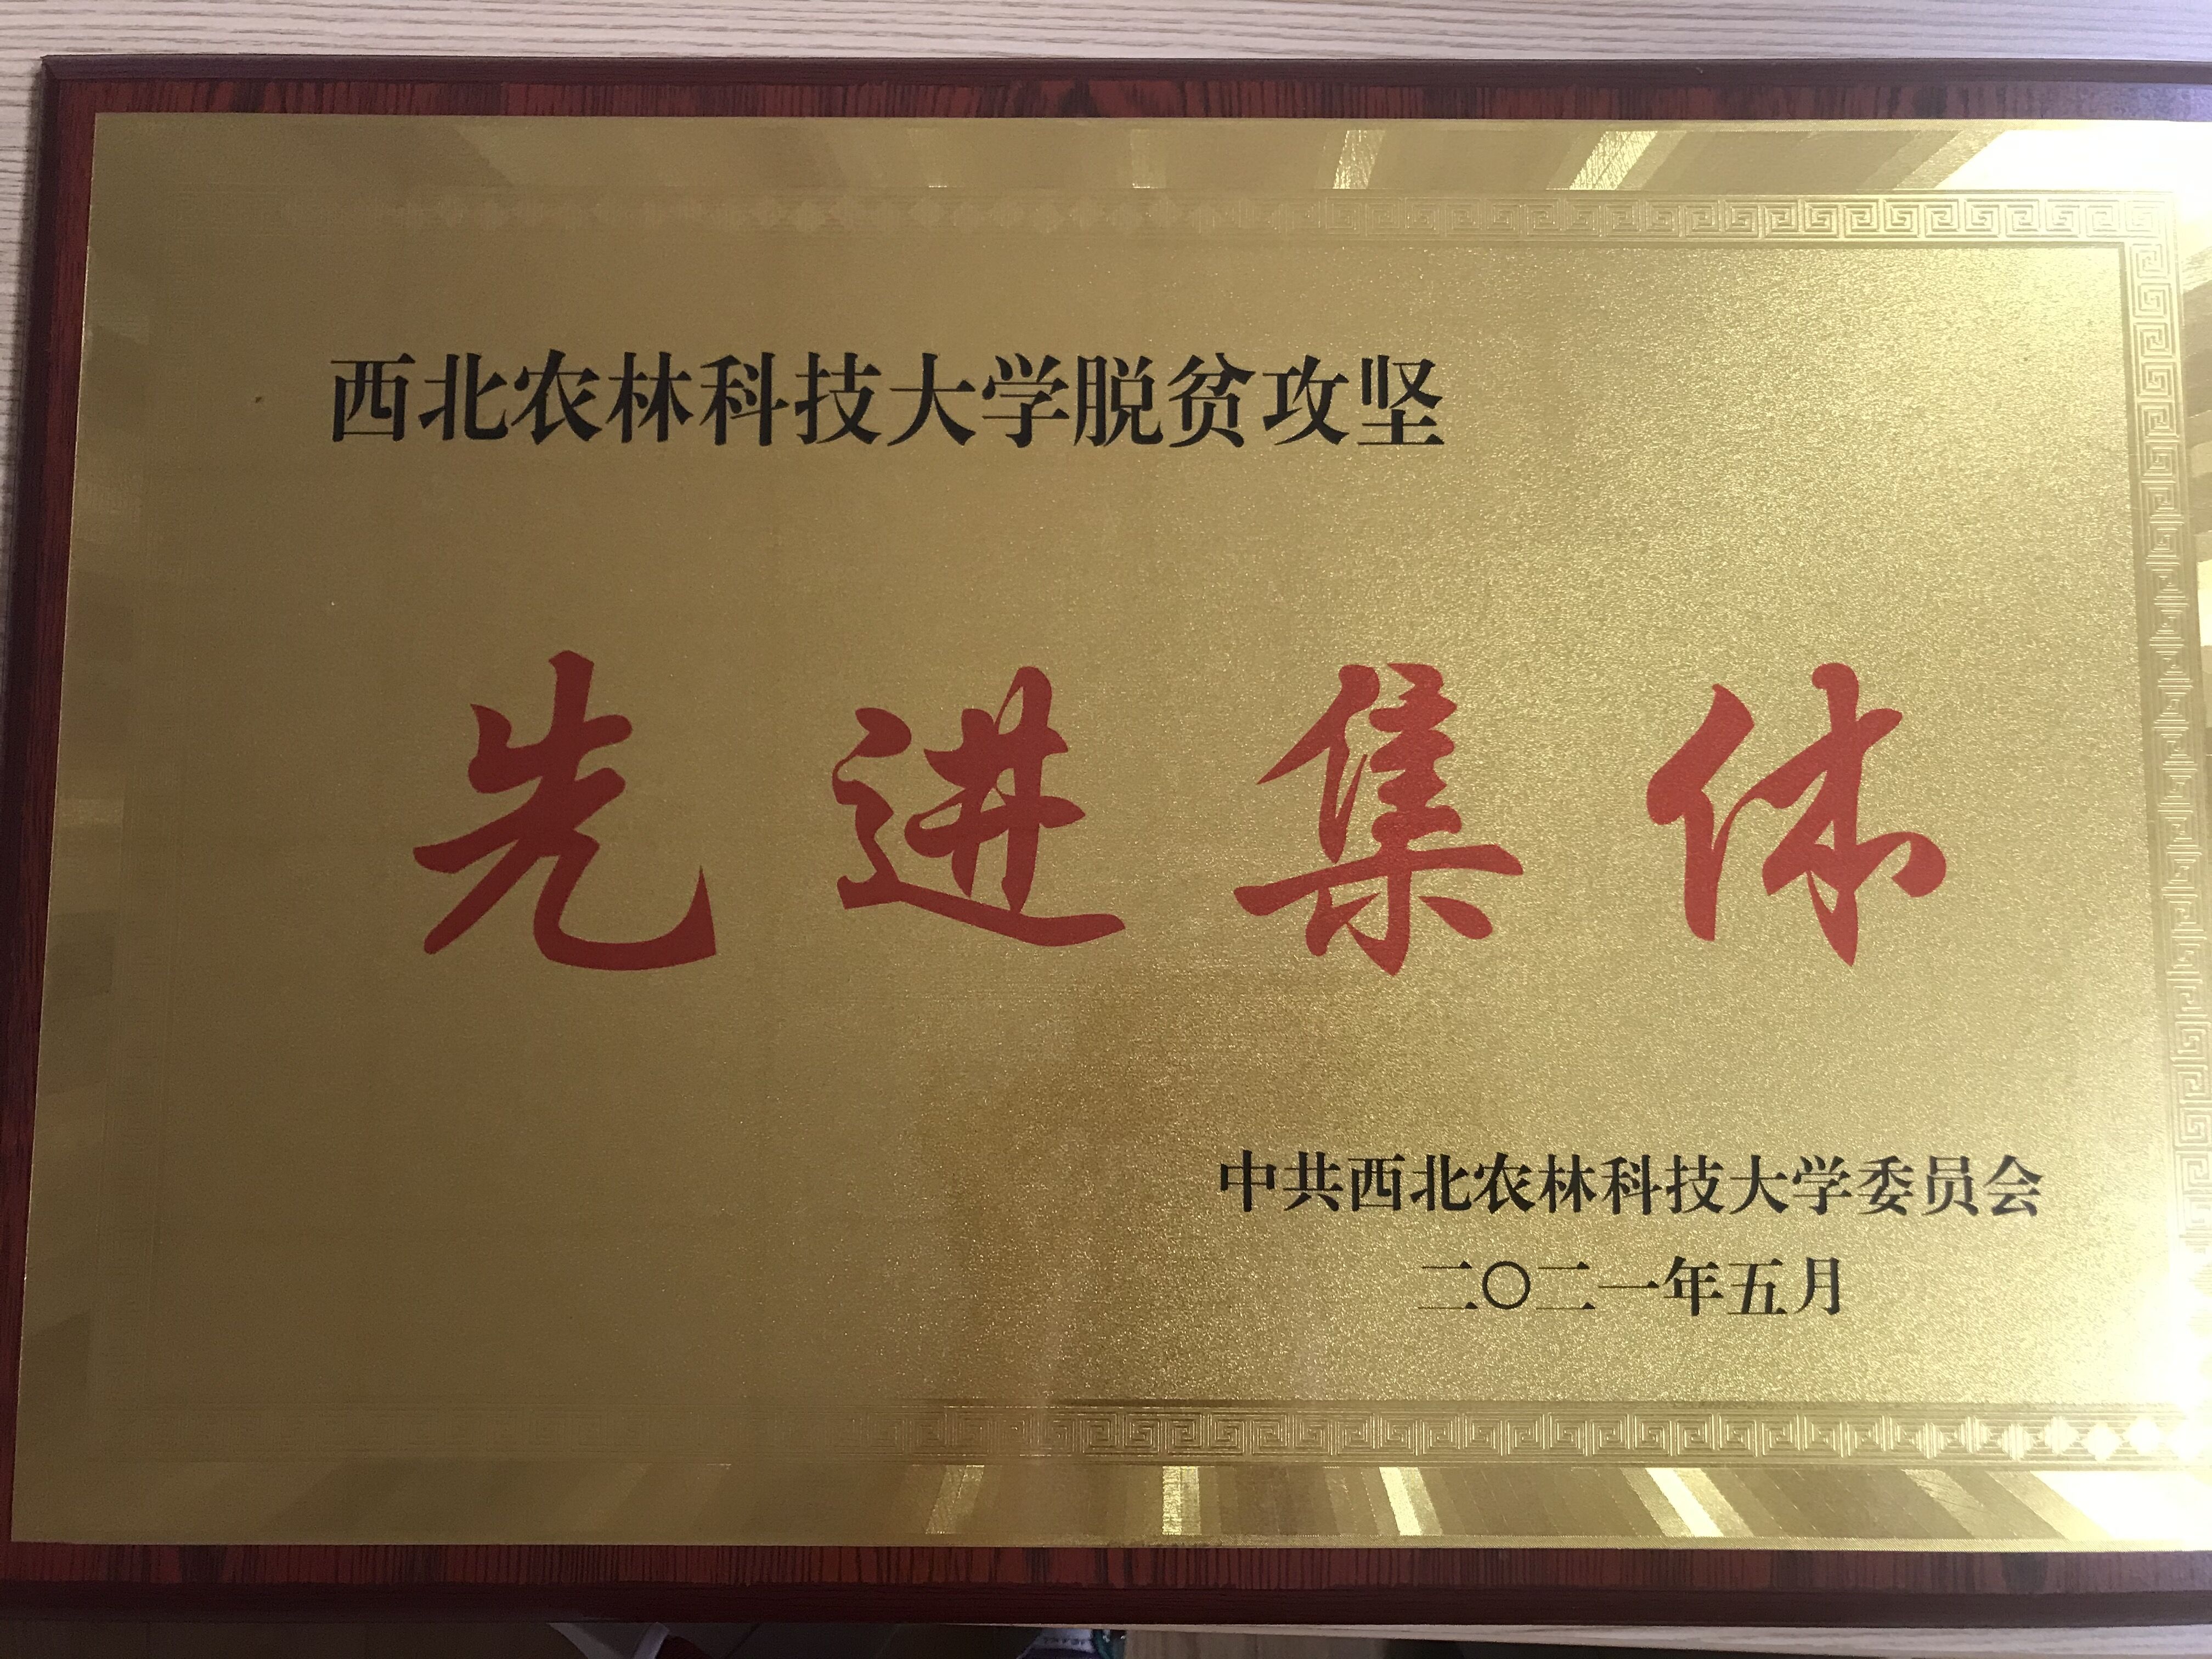 西北农林科技大学脱贫攻坚
先进集体
中共西北农林科技大学委员会
二〇二一年五月